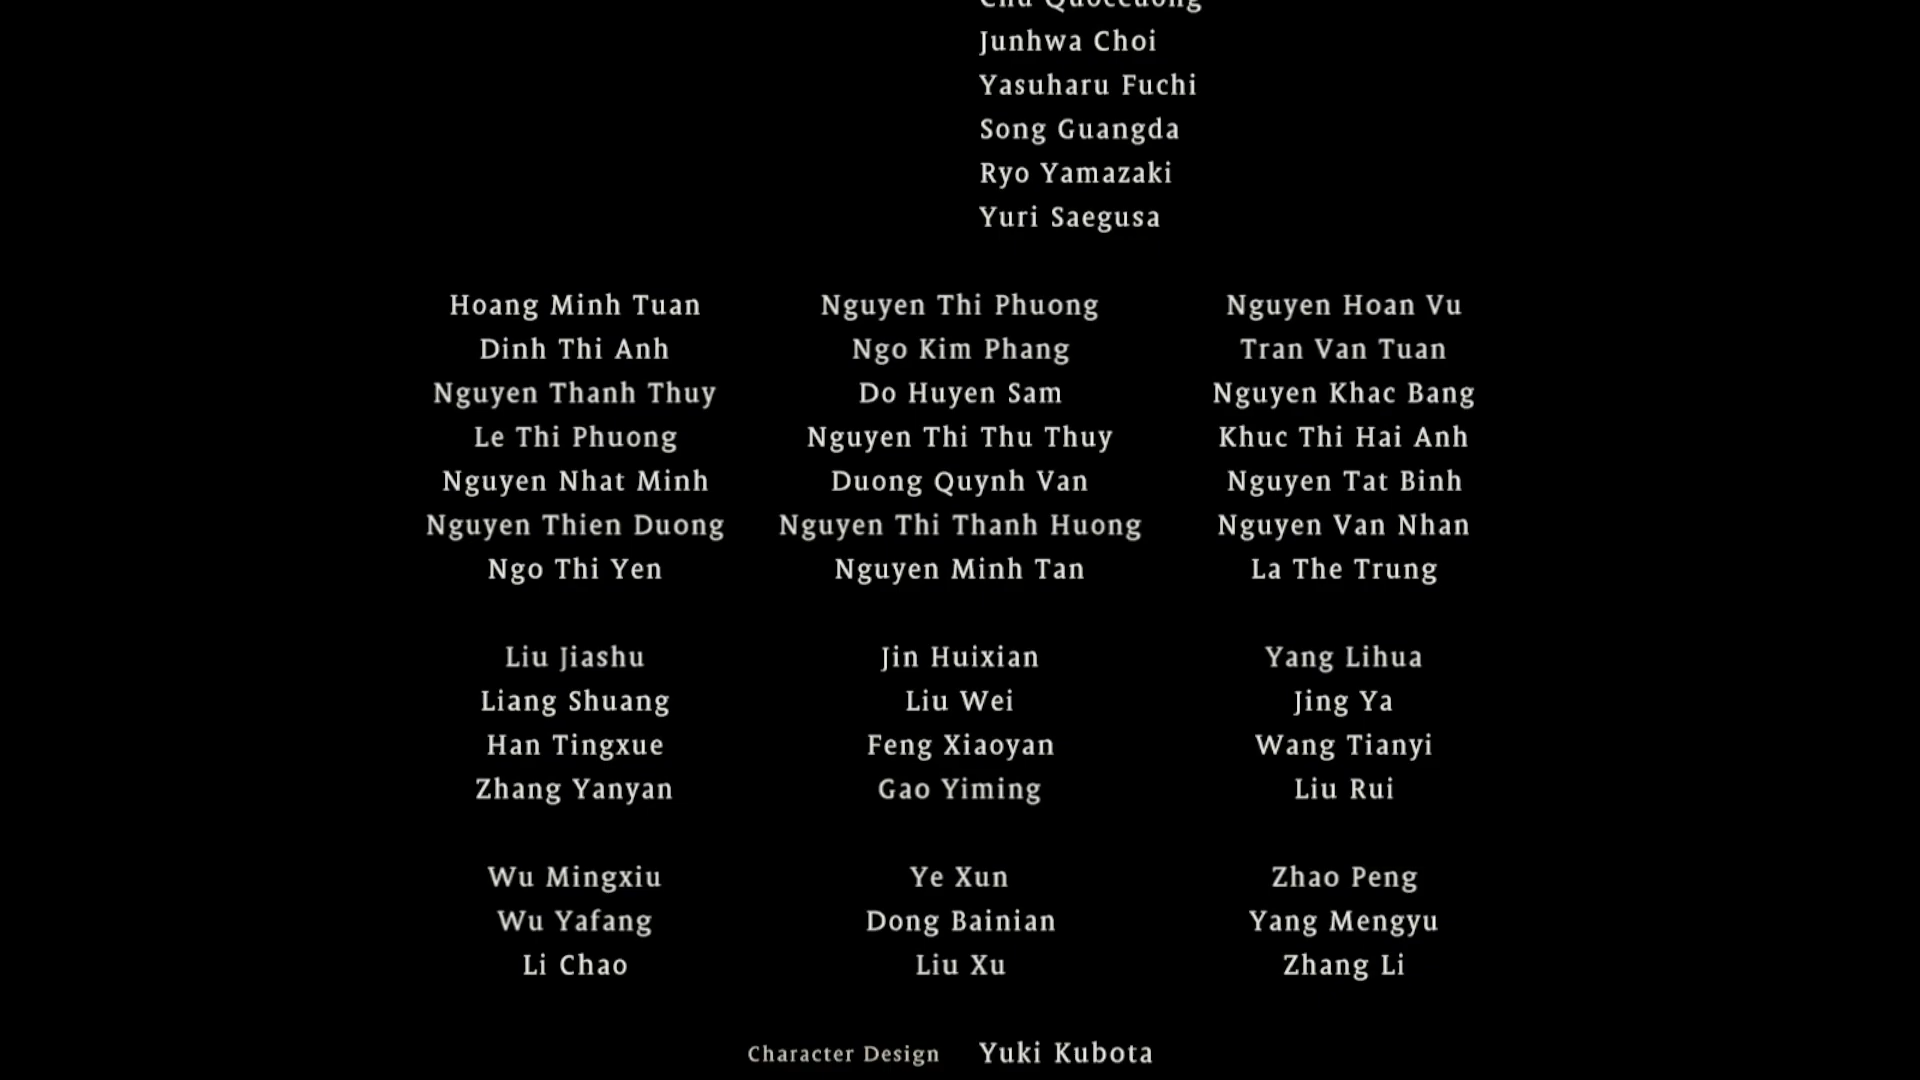 Junhwa Choi
Yasuharu Fuchi
Song Guangda
Ryo Yamazaki
Yuri Saegusa
Hoang Minh Tuan Nguyen Thi Phuong Nguyen Hoan Vu
Dinh Thi Anh Ngo Kim Phang Tran Van Tuan
Nguyen Thanh Thuy Do Huyen Sam Nguyen Khac Bang
Le Thi Phuong Nguyen Thi Thu Thuy Khuc Thi Hai Anh
Nguyen Nhat Minh Duong Quynh Van Nguyen Tat Binh
Nguyen Thien Duong Nguyen Thi Thanh Huong Nguyen Van Nhan
Ngo Thi Yen Nguyen Minh Tan La The Trung
Liu Jiashu Jin Huixian Yang Lihua
Liang Shuang Liu Wei Jing Ya
Han Tingxue Feng Xiaoyan Wang Tianyi
Zhang Yanyan Gao Yiming Liu Rui
Wu Mingxiu Ye Xun Zhao Peng
Wu Yafang Dong Bainian Yang Mengyu
Li Chao Liu Xu Zhang Li
Character Design Yuki Kubota